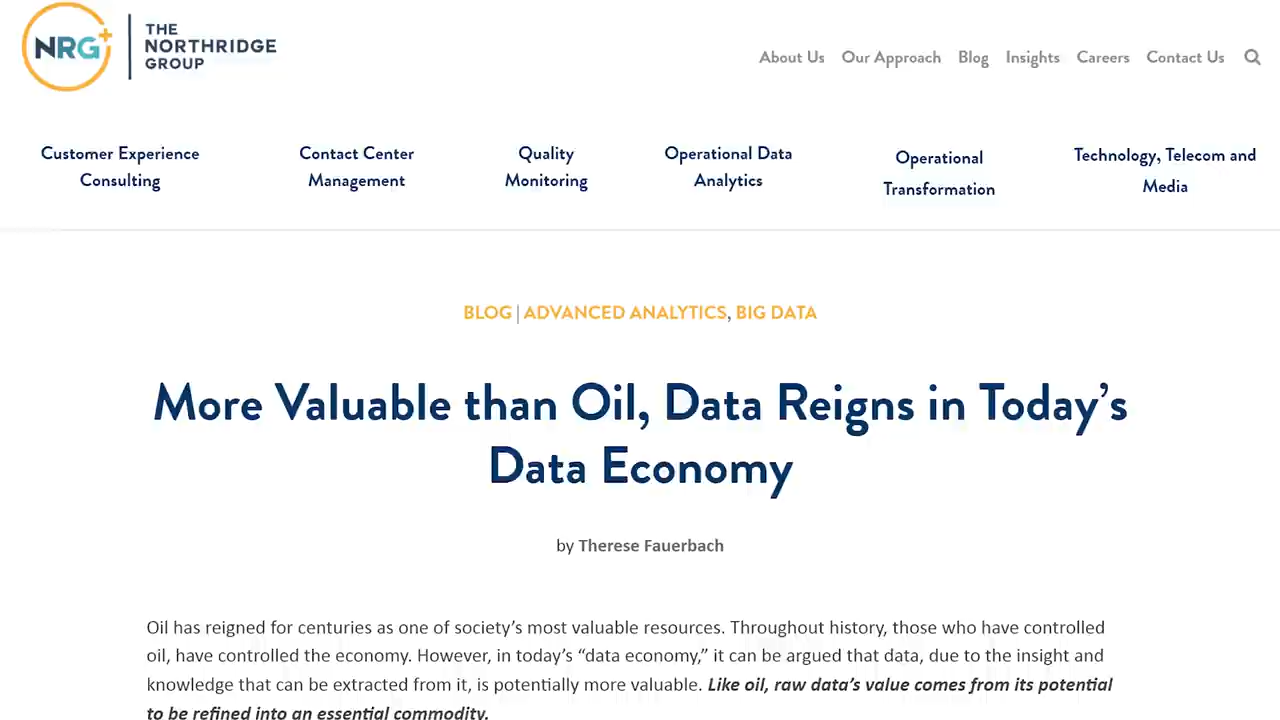 NRG+
THE
NORTHRIDGE
GROUP
About Us Our Approach Blog Insights Careers Contact Us
Customer Experience
Consulting
Contact Center
Management
Quality
Monitoring
Operational Data
Analytics
Operational
Transformation
Technology, Telecom and
Media
BLOG | ADVANCED ANALYTICS, BIG DATA
More Valuable than Oil, Data Reigns in Today’s
Data Economy
by Therese Fauerbach
Oil has reigned for centuries as one of society’s most valuable resources. Throughout history, those who have controlled
oil, have controlled the economy. However, in today’s “data economy,” it can be argued that data, due to the insight and
knowledge that can be extracted from it, is potentially more valuable. Like oil, raw data’s value comes from its potential
to be refined into an essential commodity.